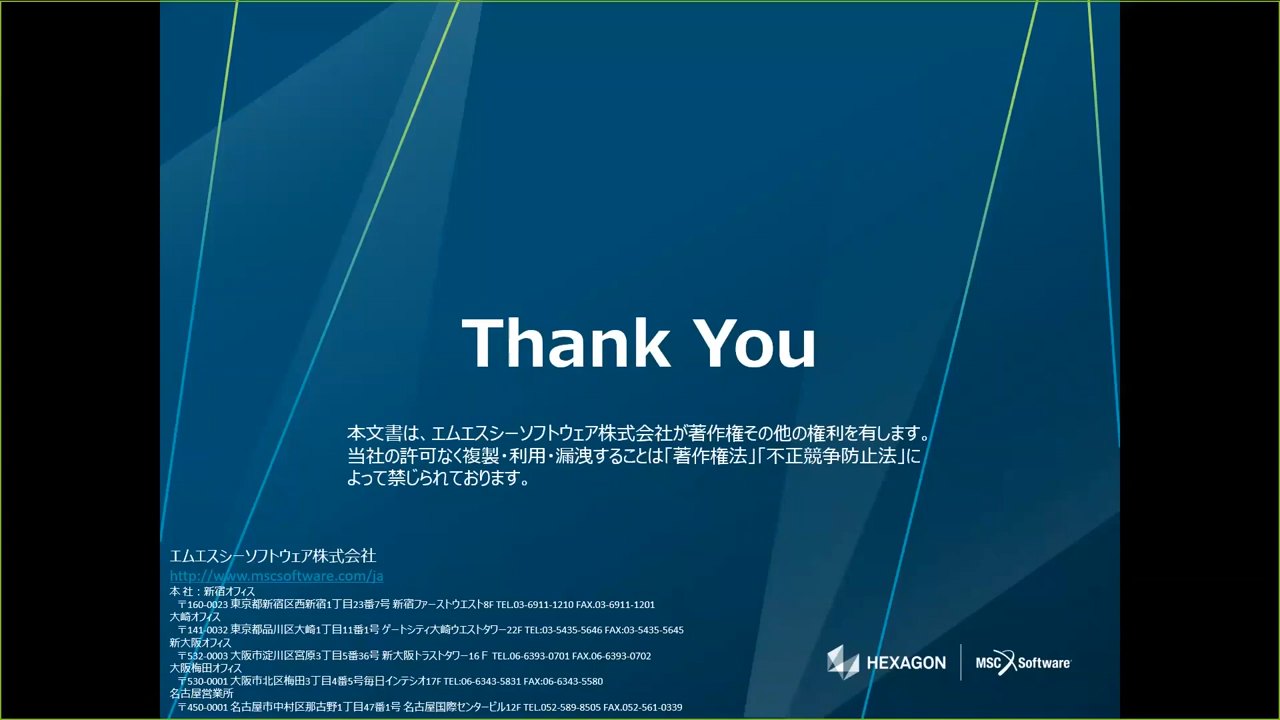 Thank You
本文書は、エムエスシーソフトウェア株式会社が著作権その他の権利を有します。
当社の許可なく複製・利用・漏洩することは「著作権法」「不正競争防止法」に
よって禁じられております。
エムエスシーソフトウェア株式会社
http://www.mscsoftware.com/ja
本 社：新宿オフィス
〒160-0023 東京都新宿区西新宿1丁目23番7号 新宿ファーストウエスト8F TEL.03-6911-1210 FAX.03-6911-1201
大崎オフィス
〒141-0032 東京都品川区大崎1丁目11番1号 ゲートシティ大崎ウエストタワー22F TEL:03-5435-5646 FAX:03-5435-5645
新大阪オフィス
〒532-0003 大阪市淀川区宮原3丁目5番36号 新大阪トラストタワー16Ｆ TEL.06-6393-0701 FAX.06-6393-0702
大阪梅田オフィス
〒530-0001 大阪市北区梅田3丁目4番5号毎日インテシオ17F TEL:06-6343-5831 FAX:06-6343-5580
名古屋営業所
〒450-0001 名古屋市中村区那古野1丁目47番1号 名古屋国際センタービル12F TEL.052-589-8505 FAX.052-561-0339
HEXAGON MSC Software